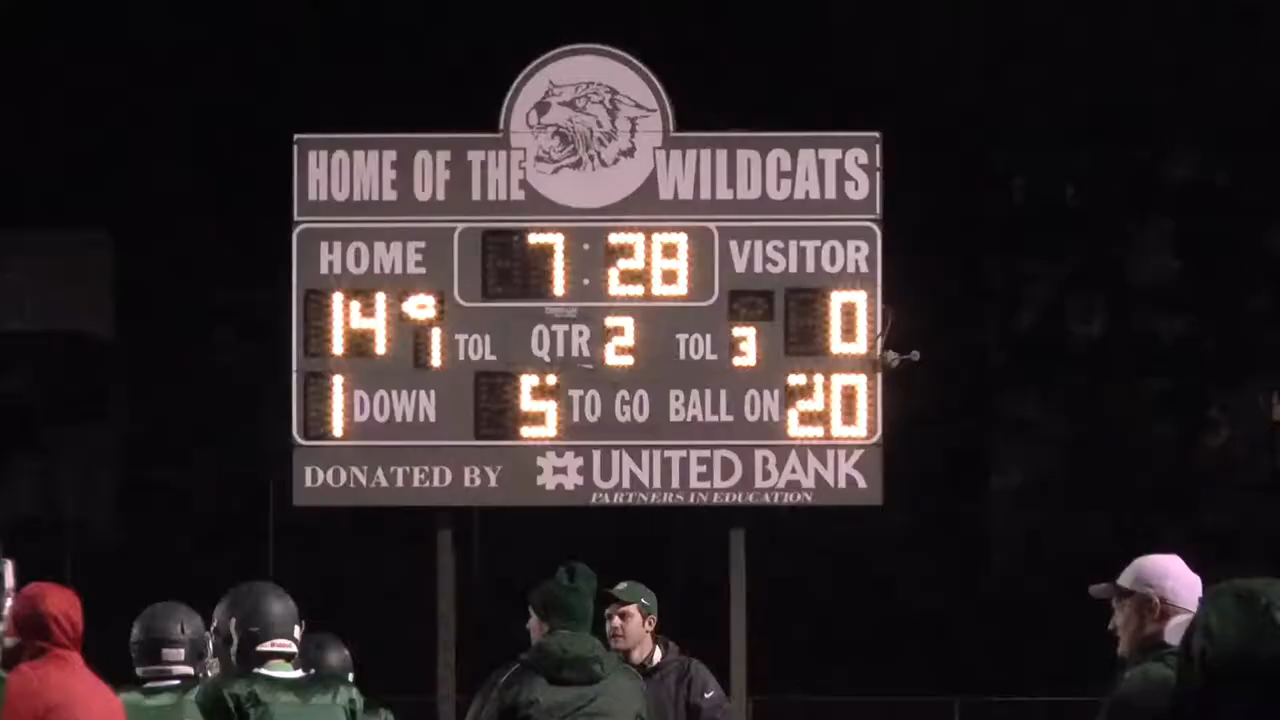 HOME OF THE WILDCATS
HOME 7:28 VISITOR
14 1 TOL QTR 2 TOL 3 0
1 DOWN 5 TO GO BALL ON 20
DONATED BY UNITED BANK
PARTNERS IN EDUCATION